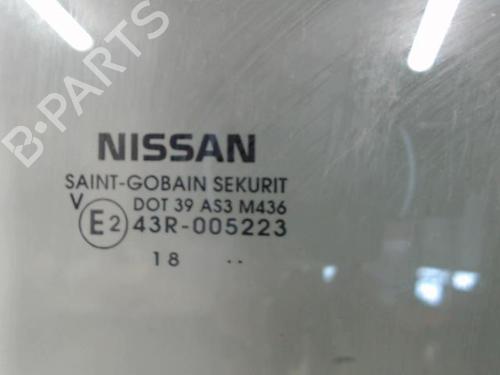 B-PARTS
NISSAN
SAINT-GOBAIN SEKURIT
V DOT 39 AS3 M436
E2 43R-005223
18 ..